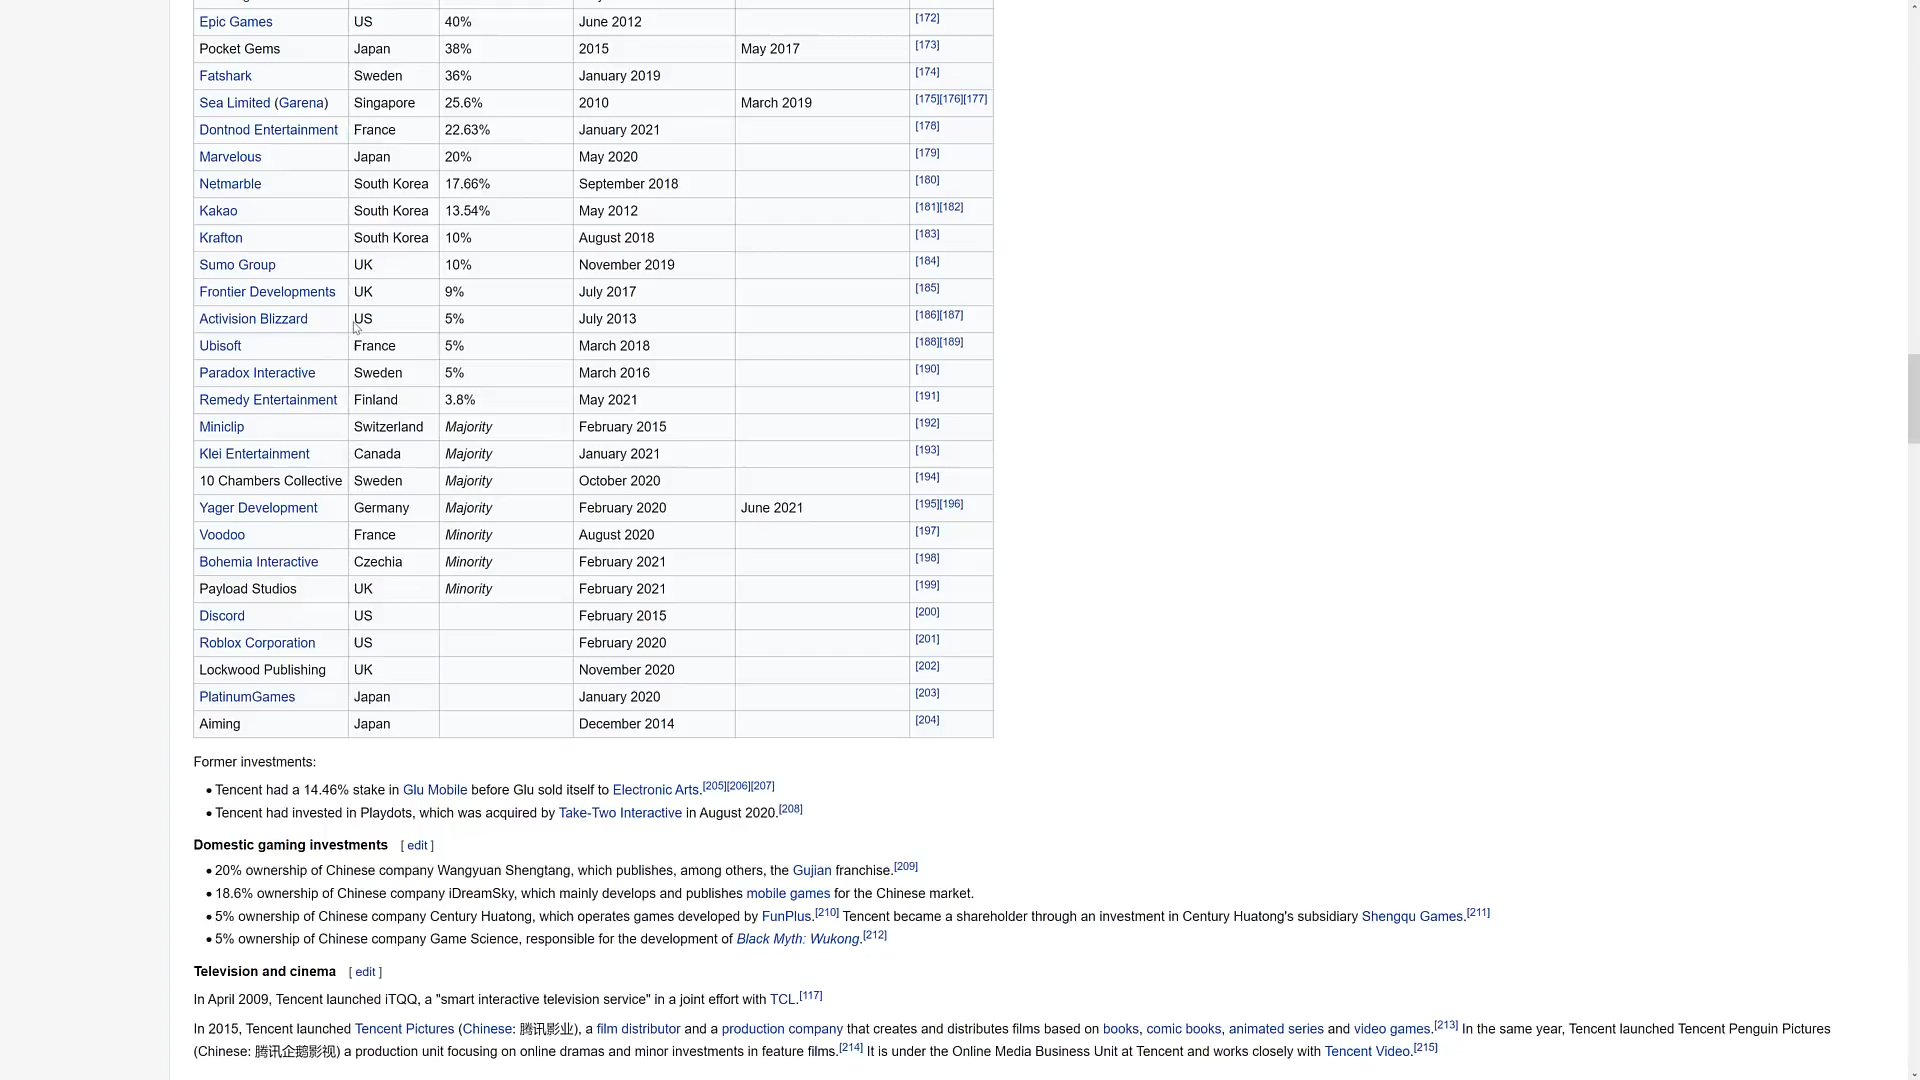 Epic Games US 40% June 2012 [172]
Pocket Gems Japan 38% 2015 May 2017 [173]
Fatshark Sweden 36% January 2019 [174]
Sea Limited (Garena) Singapore 25.6% 2010 March 2019 [175][176][177]
Dontnod Entertainment France 22.63% January 2021 [178]
Marvelous Japan 20% May 2020 [179]
Netmarble South Korea 17.66% September 2018 [180]
Kakao South Korea 13.54% May 2012 [181][182]
Krafton South Korea 10% August 2018 [183]
Sumo Group UK 10% November 2019 [184]
Frontier Developments UK 9% July 2017 [185]
Activision Blizzard US 5% July 2013 [186][187]
Ubisoft France 5% March 2018 [188][189]
Paradox Interactive Sweden 5% March 2016 [190]
Remedy Entertainment Finland 3.8% May 2021 [191]
Miniclip Switzerland Majority February 2015 [192]
Klei Entertainment Canada Majority January 2021 [193]
10 Chambers Collective Sweden Majority October 2020 [194]
Yager Development Germany Majority February 2020 June 2021 [195][196]
Voodoo France Minority August 2020 [197]
Bohemia Interactive Czechia Minority February 2021 [198]
Payload Studios UK Minority February 2021 [199]
Discord US February 2015 [200]
Roblox Corporation US February 2020 [201]
Lockwood Publishing UK November 2020 [202]
PlatinumGames Japan January 2020 [203]
Aiming Japan December 2014 [204]
Former investments:
• Tencent had a 14.46% stake in Glu Mobile before Glu sold itself to Electronic Arts.[205][206][207]
• Tencent had invested in Playdots, which was acquired by Take-Two Interactive in August 2020.[208]
Domestic gaming investments [ edit ]
• 20% ownership of Chinese company Wangyuan Shengtang, which publishes, among others, the Gujian franchise.[209]
• 18.6% ownership of Chinese company iDreamSky, which mainly develops and publishes mobile games for the Chinese market.
• 5% ownership of Chinese company Century Huatong, which operates games developed by FunPlus.[210] Tencent became a shareholder through an investment in Century Huatong's subsidiary Shengqu Games.[211]
• 5% ownership of Chinese company Game Science, responsible for the development of Black Myth: Wukong.[212]
Television and cinema [ edit ]
In April 2009, Tencent launched iTQQ, a "smart interactive television service" in a joint effort with TCL.[117]
In 2015, Tencent launched Tencent Pictures (Chinese: 腾讯影业), a film distributor and a production company that creates and distributes films based on books, comic books, animated series and video games.[213] In the same year, Tencent launched Tencent Penguin Pictures
(Chinese: 腾讯企鹅影视) a production unit focusing on online dramas and minor investments in feature films.[214] It is under the Online Media Business Unit at Tencent and works closely with Tencent Video.[215]